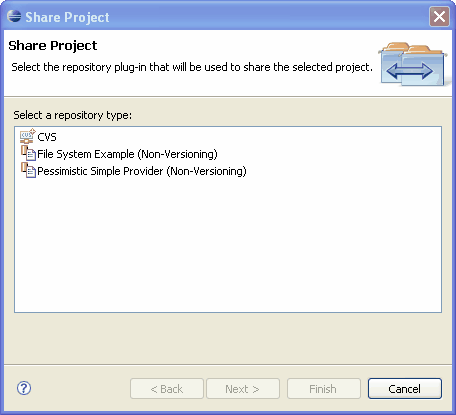 Share Project
Share Project
Select the repository plug-in that will be used to share the selected project.
Select a repository type:
CVS
File System Example (Non-Versioning)
Pessimistic Simple Provider (Non-Versioning)
?
< Back
Next >
Finish
Cancel